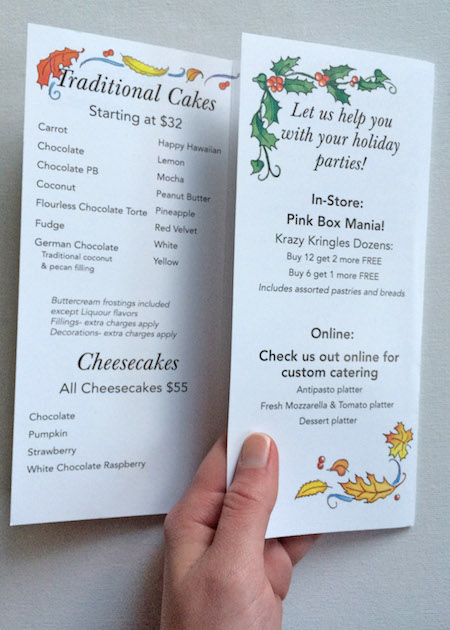 Traditional Cakes
Starting at $32
Carrot
Chocolate
Chocolate PB
Coconut
Flourless Chocolate Torte
Fudge
German Chocolate
Traditional coconut
& pecan filling
Happy Hawaiian
Lemon
Mocha
Peanut Butter
Pineapple
Red Velvet
White
Yellow
Buttercream frostings included
except Liquour flavors
Fillings- extra charges apply
Decorations- extra charges apply
Cheesecakes
All Cheesecakes $55
Chocolate
Pumpkin
Strawberry
White Chocolate Raspberry
Let us help you
with your holiday
parties!
In-Store:
Pink Box Mania!
Krazy Kringles Dozens:
Buy 12 get 2 more FREE
Buy 6 get 1 more FREE
Includes assorted pastries and breads
Online:
Check us out online for
custom catering
Antipasto platter
Fresh Mozzarella & Tomato platter
Dessert platter